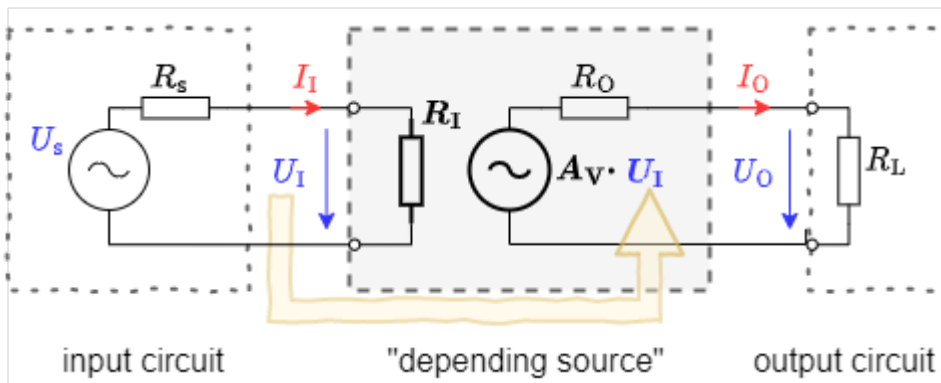 R_s
I_I
R_I
R_O
I_O
U_s
U_I
A_V· U_I
U_O
R_L
input circuit
"depending source"
output circuit